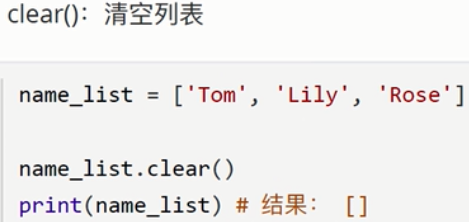 clear()：清空列表
name_list = ['Tom', 'Lily', 'Rose']
name_list.clear()
print(name_list) # 结果： []